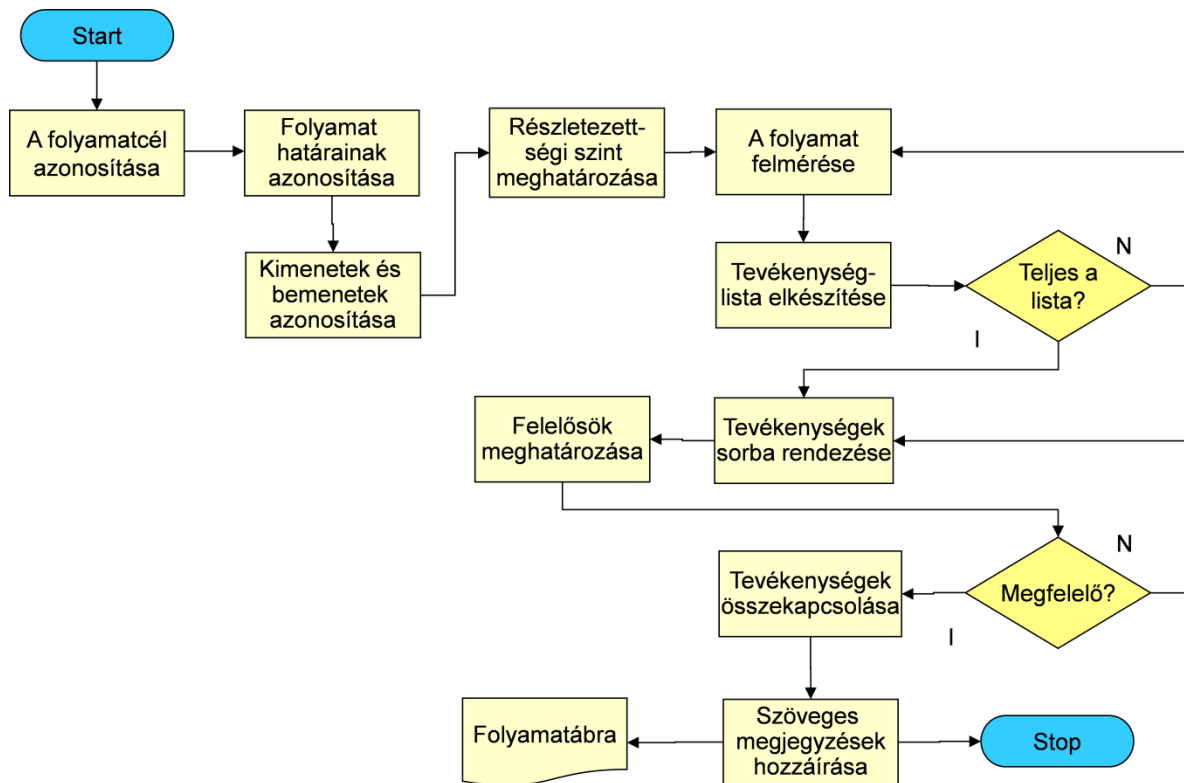 Start
A folyamatcél
azonosítása
Folyamat
határainak
azonosítása
Kimenetek és
bemenetek
azonosítása
Részletezett-
ségi szint
meghatározása
A folyamat
felmérése
Tevékenység-
lista elkészítése
Teljes a
lista?
N
I
Tevékenységek
sorba rendezése
Felelősök
meghatározása
Megfelelő?
N
I
Tevékenységek
összekapcsolása
Szöveges
megjegyzések
hozzáírása
Folyamatábra
Stop